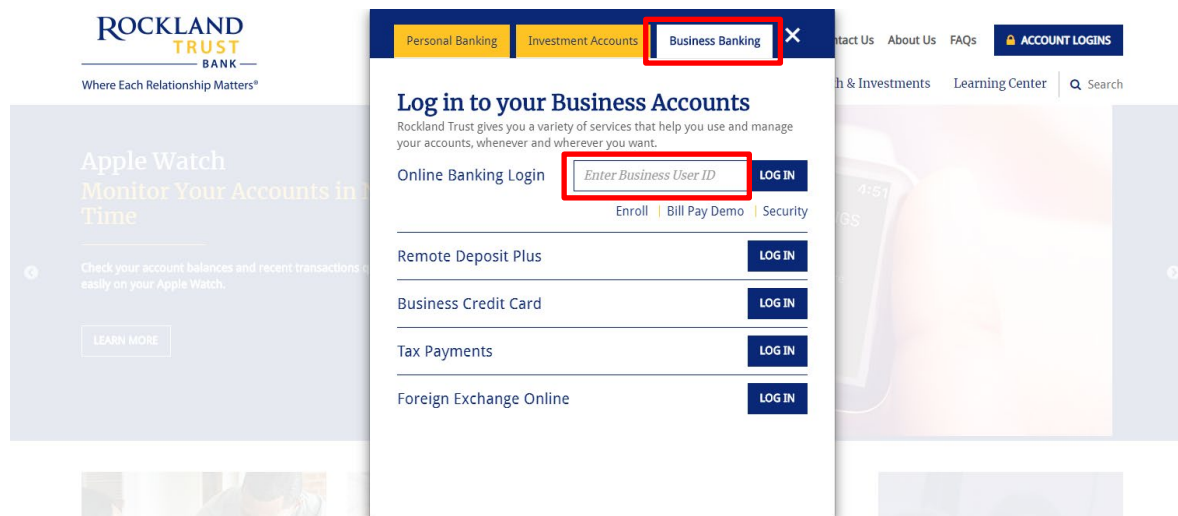 ROCKLAND
TRUST
BANK
Where Each Relationship Matters®
Personal Banking
Investment Accounts
Business Banking
Us
About Us
FAQs
ACCOUNT LOGINS
& Investments
Learning Center
Search
Log in to your Business Accounts
Rockland Trust gives you a variety of services that help you use and manage
your accounts, whenever and wherever you want.
Online Banking Login
Enter Business User ID
LOG IN
Enroll | Bill Pay Demo | Security
Remote Deposit Plus
LOG IN
Business Credit Card
LOG IN
Tax Payments
LOG IN
Foreign Exchange Online
LOG IN
Apple Watch
Monitor Your Accounts in
Time
Check your account balances and recent transactions
easily on your Apple Watch.
LEARN MORE
4:51